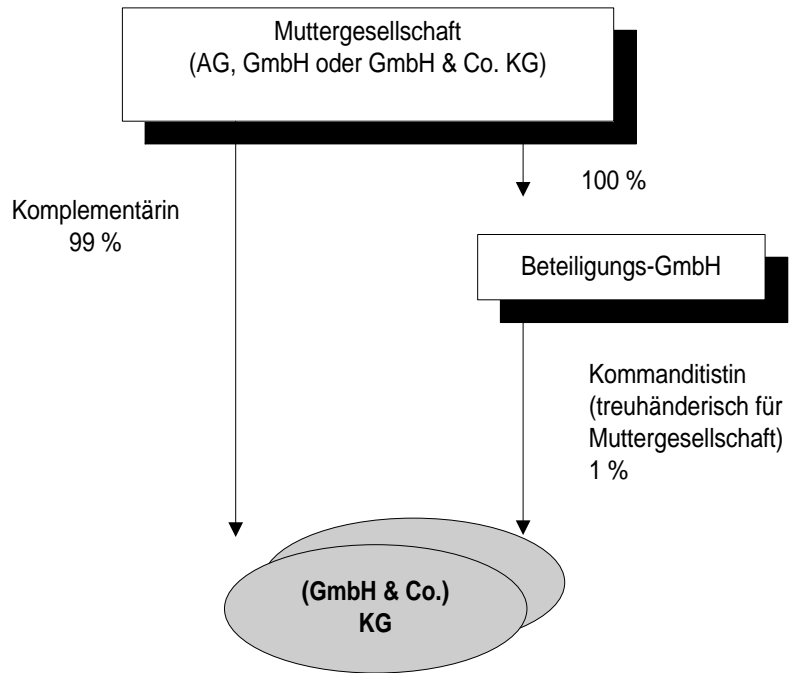 Muttergesellschaft
(AG, GmbH oder GmbH & Co. KG)
100 %
Komplementärin
99 %
Beteiligungs-GmbH
Kommanditistin
(treuhänderisch für
Muttergesellschaft)
1 %
(GmbH & Co.)
KG